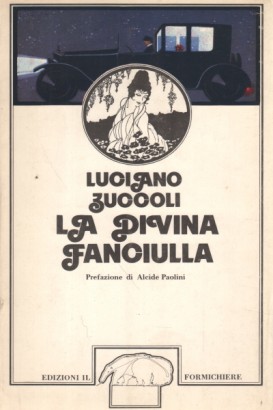 LUCIANO
ZUCCOLI
LA DIVINA
FANCIULLA
Prefazione di Alcide Paolini
EDIZIONI IL FORMICHIERE